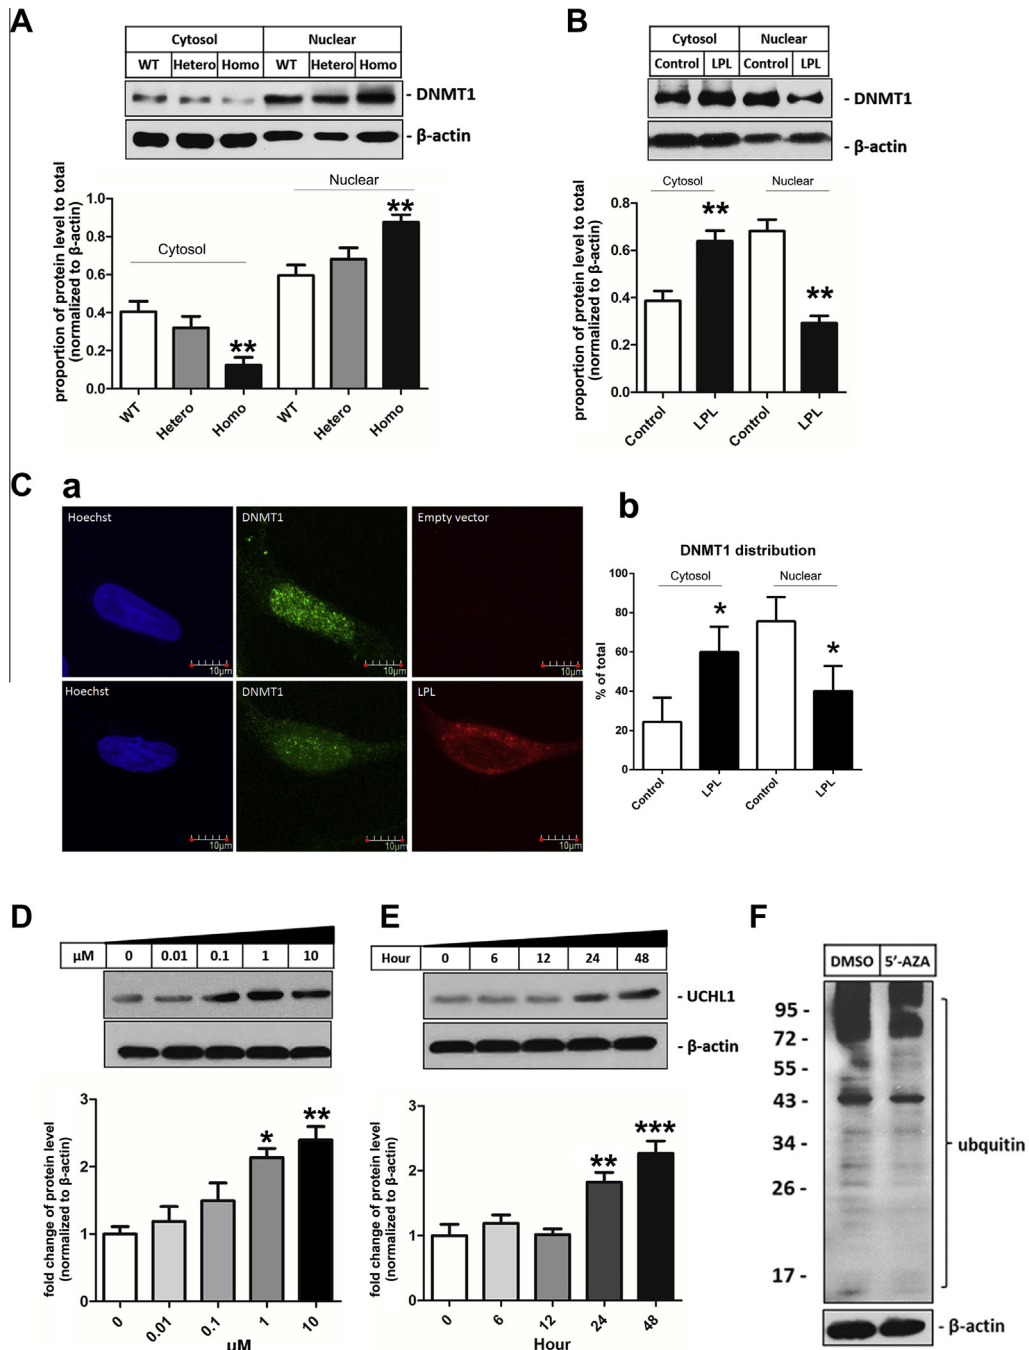 A
Cytosol Nuclear
WT Hetero Homo WT Hetero Homo
- DNMT1
- β-actin
proportion of protein level to total
(normalized to β-actin)
1.0
0.8
0.6
0.4
0.2
0.0
Cytosol
Nuclear
**
**
WT Hetero Homo WT Hetero Homo
B
Cytosol Nuclear
Control LPL Control LPL
- DNMT1
- β-actin
proportion of protein level to total
(normalized to β-actin)
0.8
0.6
0.4
0.2
0.0
Cytosol Nuclear
**
**
Control LPL Control LPL
C
a
Hoechst DNMT1 Empty vector
10μm 10μm 10μm
Hoechst DNMT1 LPL
10μm 10μm 10μm
b
DNMT1 distribution
% of total
100
80
60
40
20
0
Cytosol Nuclear
*
*
Control LPL Control LPL
D
μM 0 0.01 0.1 1 10
fold change of protein level
(normalized to β-actin)
3
2
1
0
*
**
0 0.01 0.1 1 10
μM
E
Hour 0 6 12 24 48
- UCHL1
- β-actin
fold change of protein level
(normalized to β-actin)
3
2
1
0
**
***
0 6 12 24 48
Hour
F
DMSO 5′-AZA
95 -
72 -
55 -
43 -
34 -
26 -
17 -
ubquitin
- β-actin